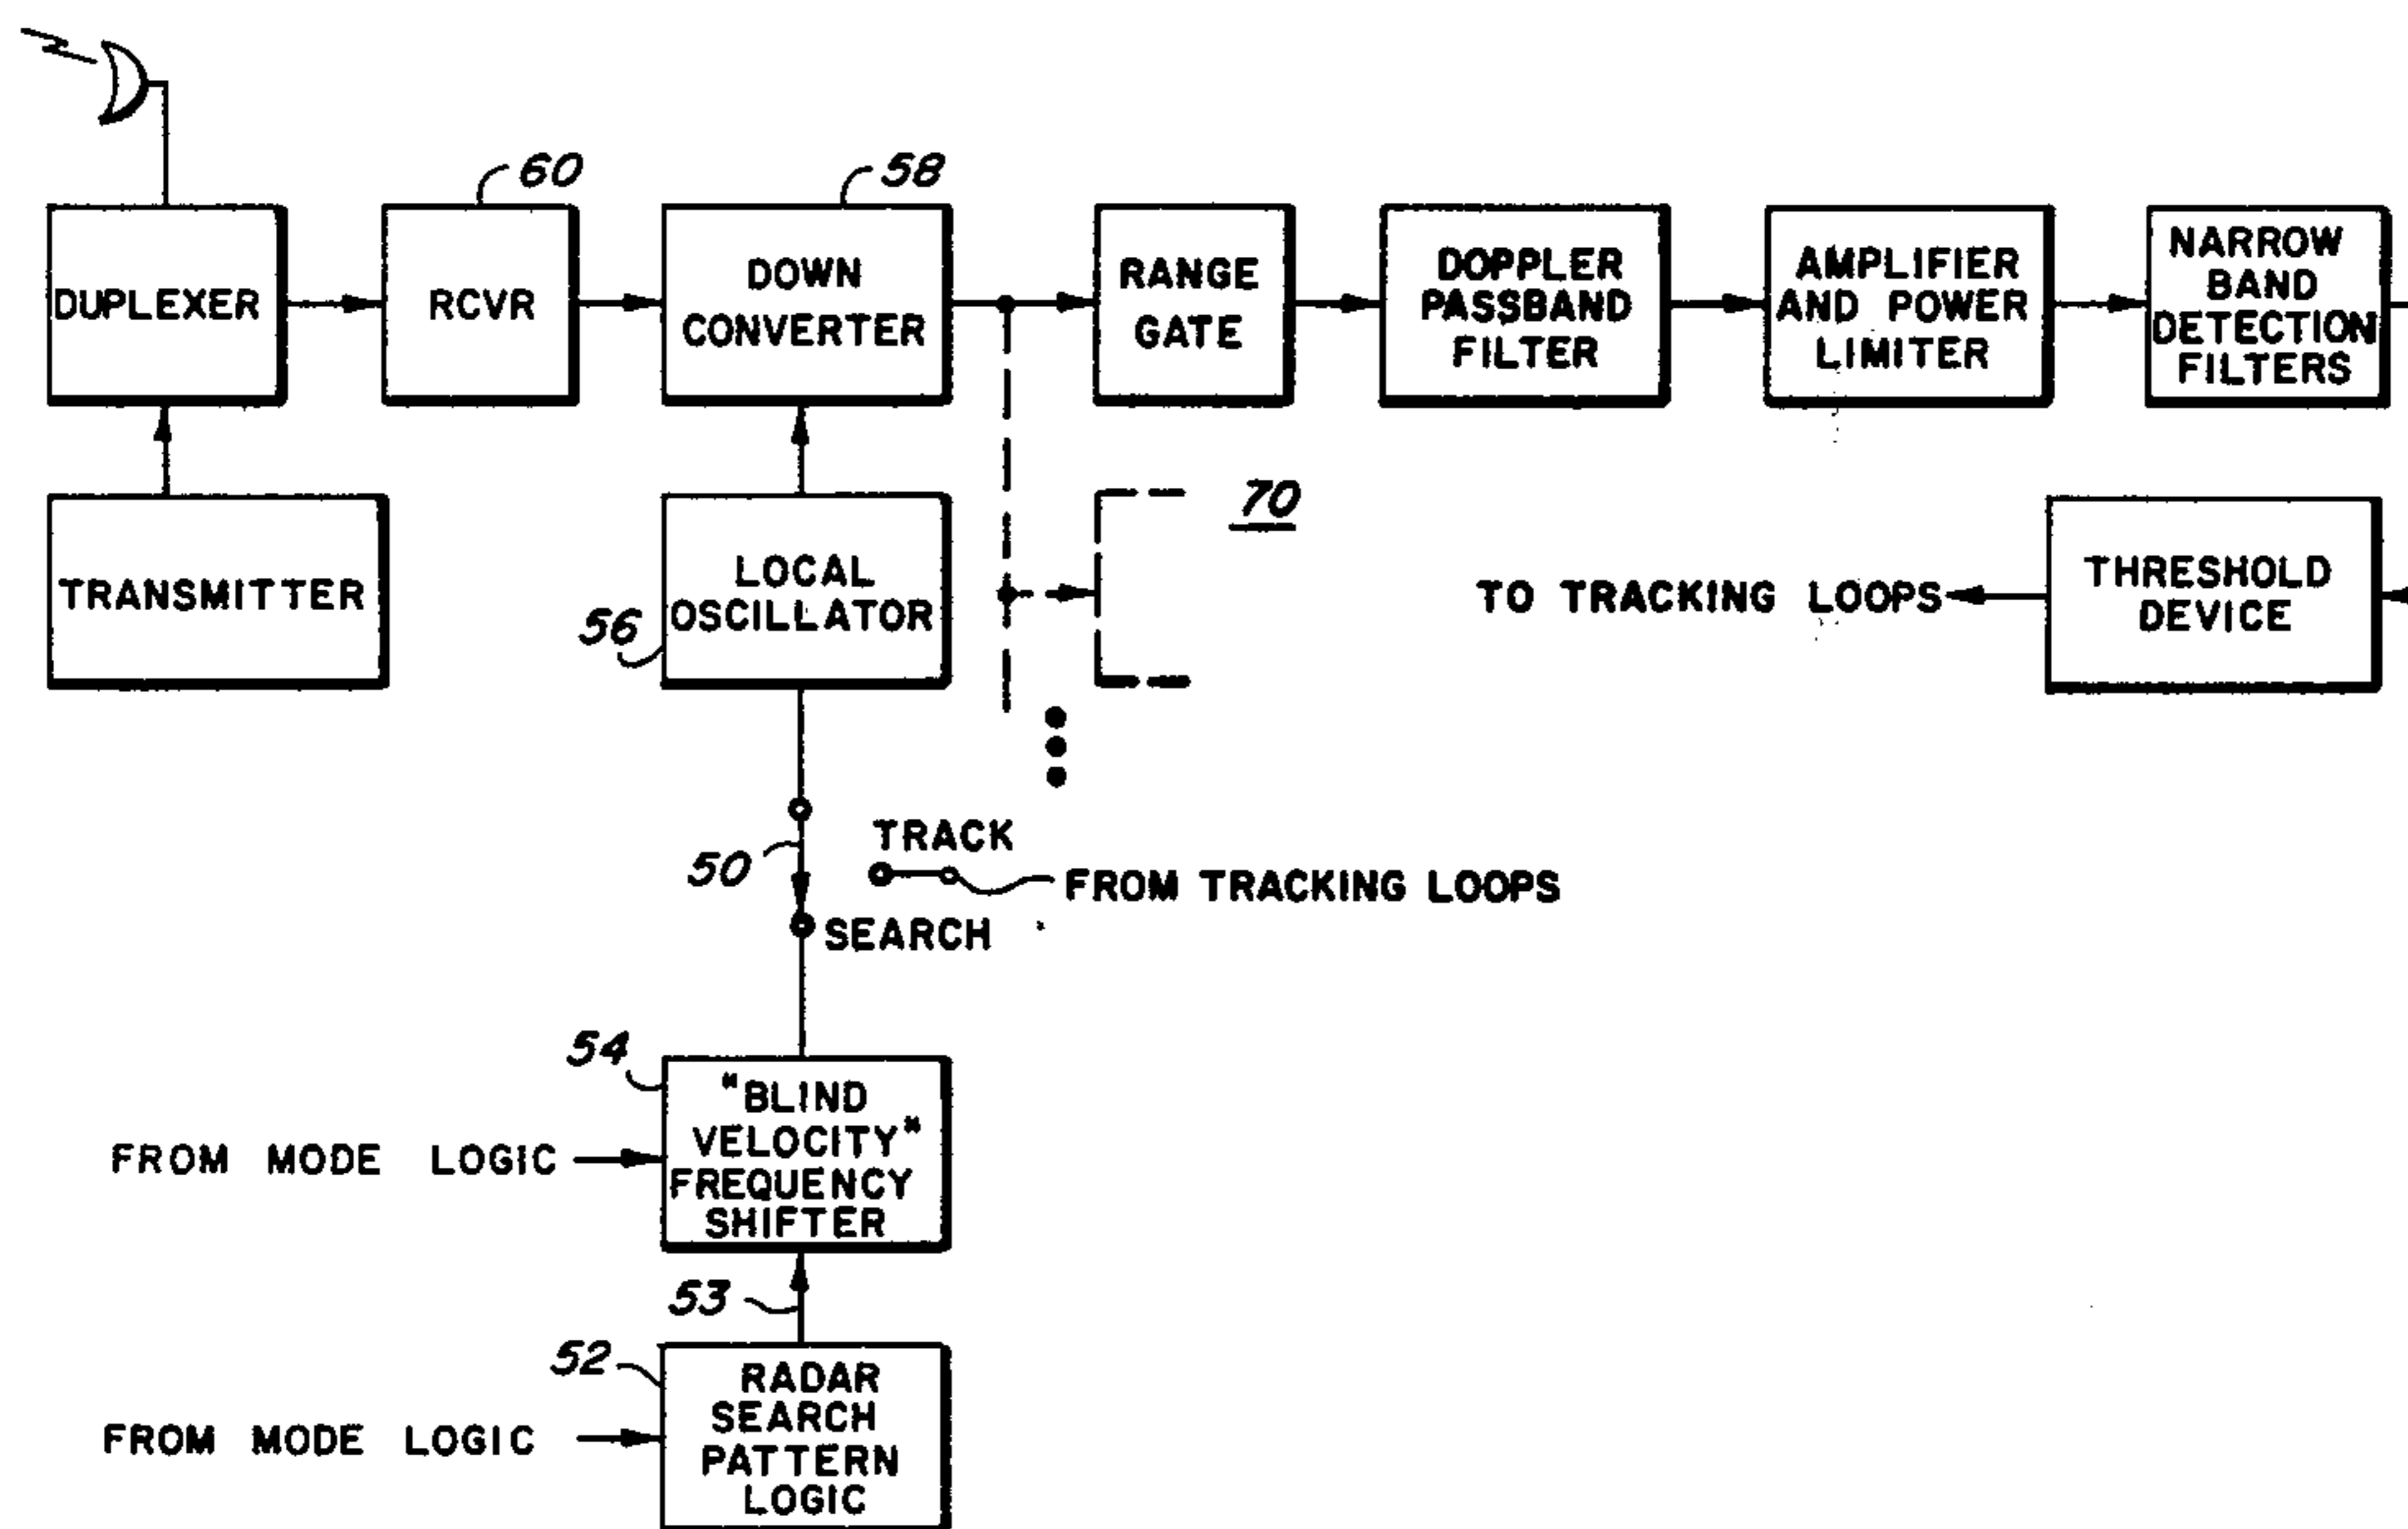 60
58
DUPLEXER
RCVR
DOWN
CONVERTER
RANGE
GATE
DOPPLER
PASSBAND
FILTER
AMPLIFIER
AND POWER
LIMITER
NARROW
BAND
DETECTION
FILTERS
TRANSMITTER
56
LOCAL
OSCILLATOR
70
TO TRACKING LOOPS
THRESHOLD
DEVICE
50
TRACK
FROM TRACKING LOOPS
SEARCH
54
FROM MODE LOGIC
"BLIND
VELOCITY"
FREQUENCY
SHIFTER
53
52
FROM MODE LOGIC
RADAR
SEARCH
PATTERN
LOGIC